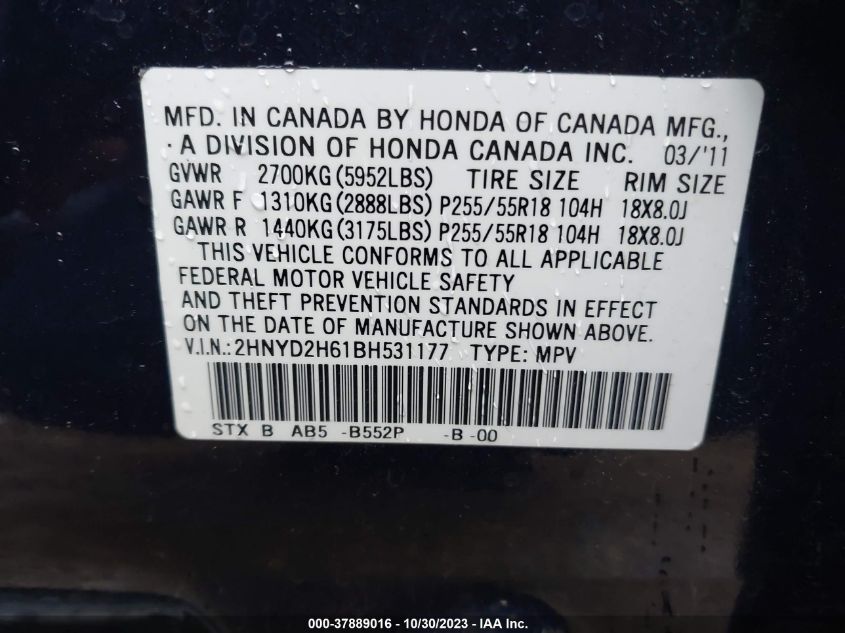 MFD. IN CANADA BY HONDA OF CANADA MFG.,
A DIVISION OF HONDA CANADA INC. 03/'11
GVWR 2700KG (5952LBS) TIRE SIZE RIM SIZE
GAWR F 1310KG (2888LBS) P255/55R18 104H 18X8.0J
GAWR R 1440KG (3175LBS) P255/55R18 104H 18X8.0J
THIS VEHICLE CONFORMS TO ALL APPLICABLE
FEDERAL MOTOR VEHICLE SAFETY
AND THEFT PREVENTION STANDARDS IN EFFECT
ON THE DATE OF MANUFACTURE SHOWN ABOVE.
V.I.N.:2HNYD2H61BH531177 TYPE: MPV
STX B AB5 -B552P -B -00
000-37889016 - 10/30/2023 - IAA Inc.